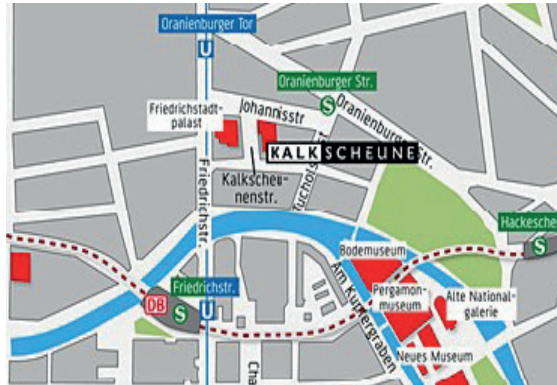 Oranienburger Tor
U
Oranienburger Str.
S
Friedrichstadt-
palast
Johannisstr
Oranienburger Str.
KALKSCHEUNE
Kalkscheu-
nenstr.
Friedrichstr.
Hackesche
S
Bodemuseum
Friedrichstr.
DB
S
U
Am Kupfergraben
Pergamon-
museum
Alte National-
galerie
Neues Museum
Cha